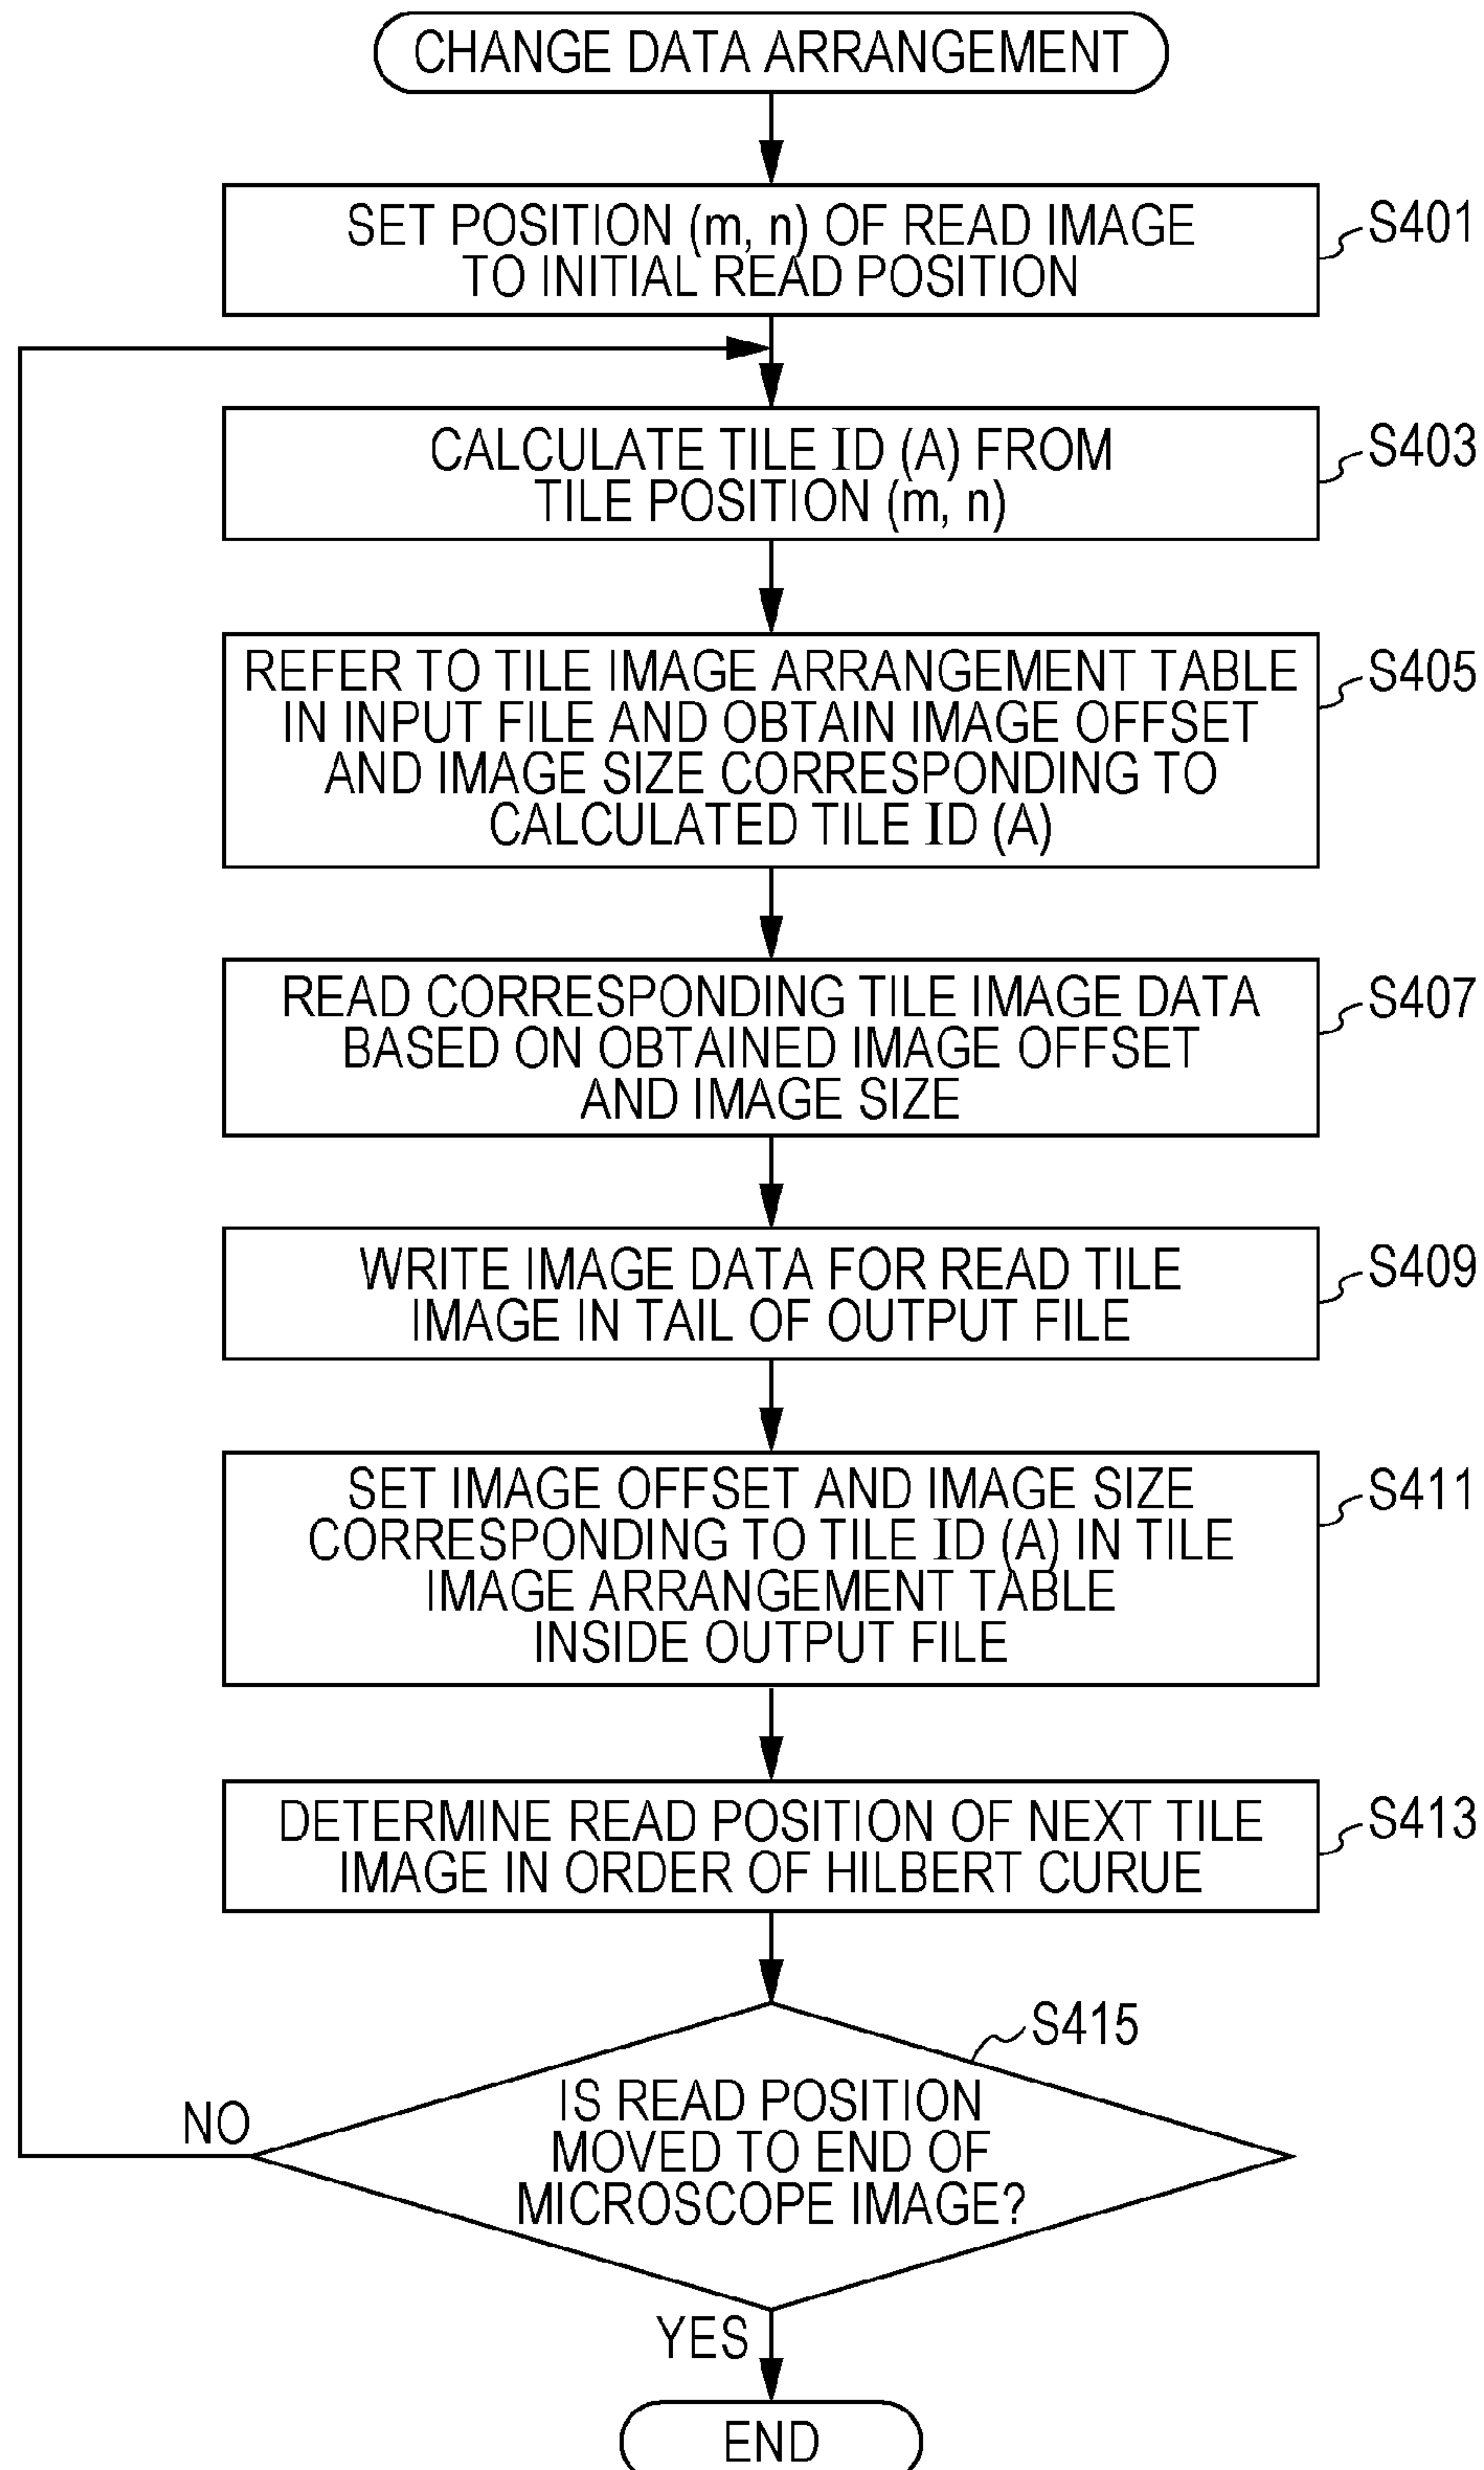 CHANGE DATA ARRANGEMENT
SET POSITION (m, n) OF READ IMAGE
TO INITIAL READ POSITION
S401
CALCULATE TILE ID (A) FROM
TILE POSITION (m, n)
S403
REFER TO TILE IMAGE ARRANGEMENT TABLE
IN INPUT FILE AND OBTAIN IMAGE OFFSET
AND IMAGE SIZE CORRESPONDING TO
CALCULATED TILE ID (A)
S405
READ CORRESPONDING TILE IMAGE DATA
BASED ON OBTAINED IMAGE OFFSET
AND IMAGE SIZE
S407
WRITE IMAGE DATA FOR READ TILE
IMAGE IN TAIL OF OUTPUT FILE
S409
SET IMAGE OFFSET AND IMAGE SIZE
CORRESPONDING TO TILE ID (A) IN TILE
IMAGE ARRANGEMENT TABLE
INSIDE OUTPUT FILE
S411
DETERMINE READ POSITION OF NEXT TILE
IMAGE IN ORDER OF HILBERT CURUE
S413
S415
IS READ POSITION
MOVED TO END OF
MICROSCOPE IMAGE?
NO
YES
END